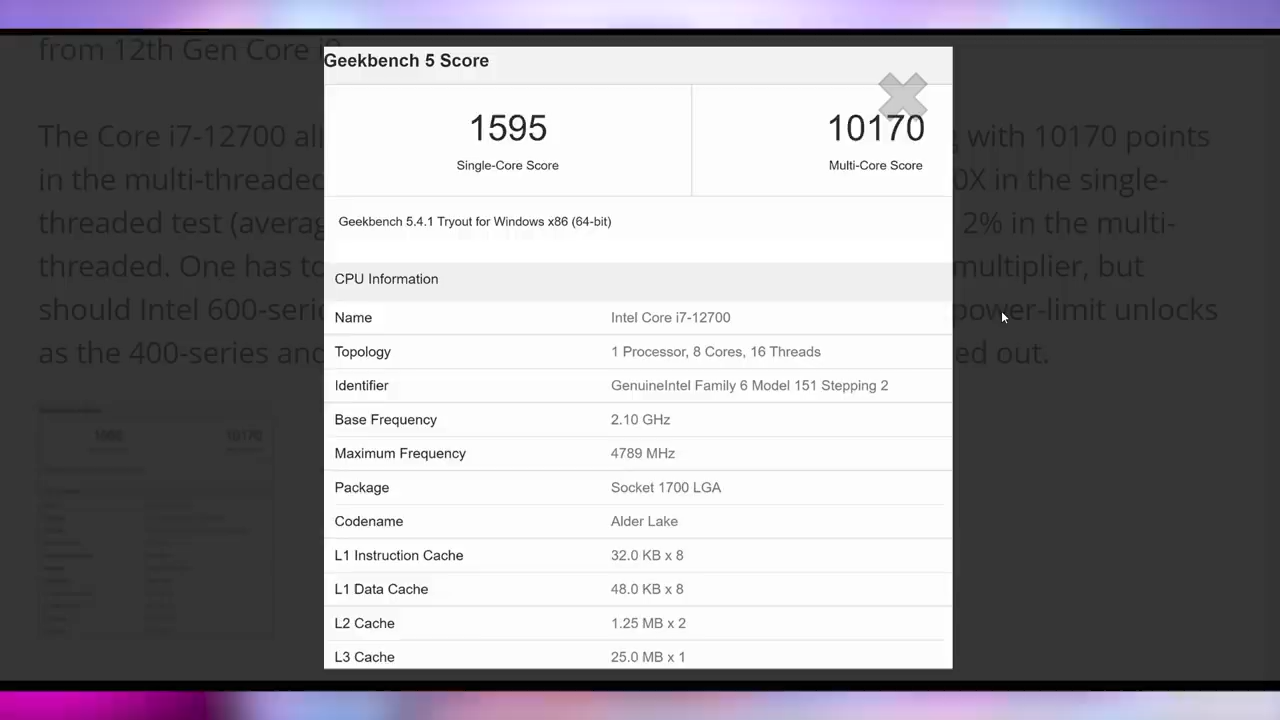 from 12th Gen Core i9
Geekbench 5 Score
1595
10170
Single-Core Score
Multi-Core Score
Geekbench 5.4.1 Tryout for Windows x86 (64-bit)
The Core i7-12700 with 10170 points
in the multi-threaded 0X in the single-
threaded test 2% in the multi-
threaded. One has to multiplier, but
should Intel 600-series power-limit unlocks
as the 400-series and ed out.
CPU Information
Name Intel Core i7-12700
Topology 1 Processor, 8 Cores, 16 Threads
Identifier GenuineIntel Family 6 Model 151 Stepping 2
Base Frequency 2.10 GHz
Maximum Frequency 4789 MHz
Package Socket 1700 LGA
Codename Alder Lake
L1 Instruction Cache 32.0 KB x 8
L1 Data Cache 48.0 KB x 8
L2 Cache 1.25 MB x 2
L3 Cache 25.0 MB x 1